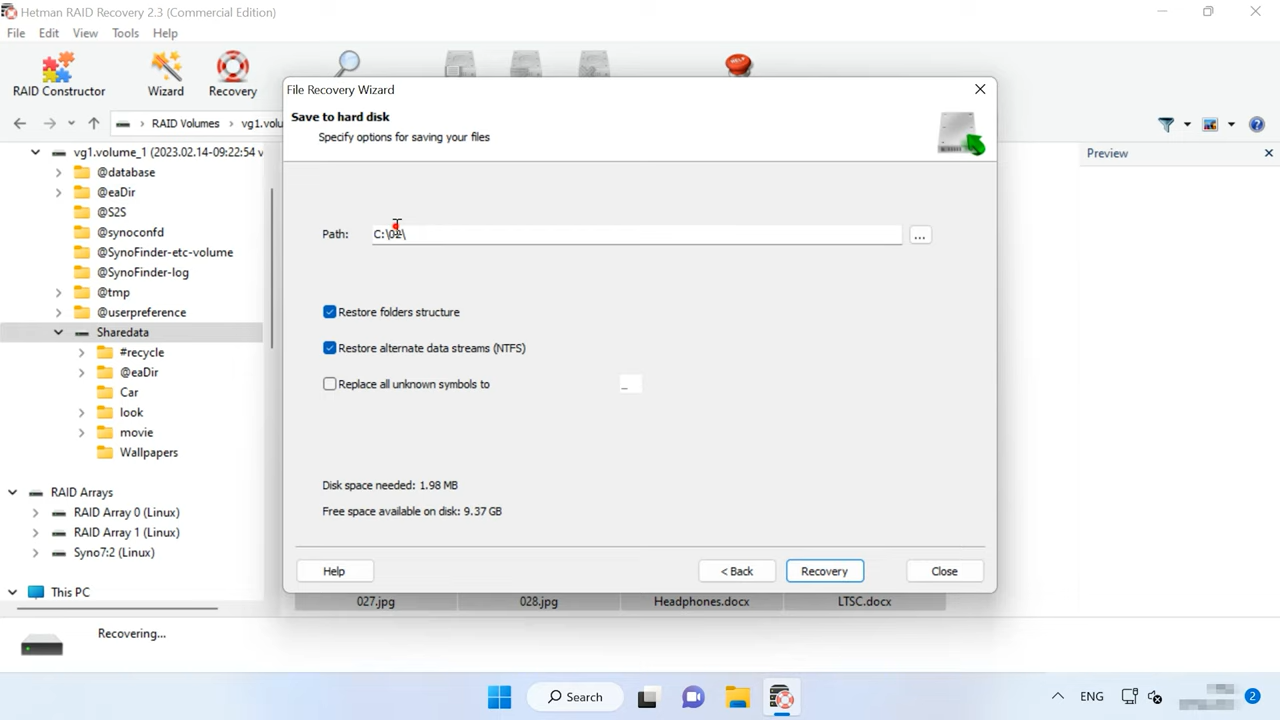 Hetman RAID Recovery 2.3 (Commercial Edition)
File Edit View Tools Help
RAID Constructor Wizard Recovery
RAID Volumes vg1.volu
vg1.volume_1 (2023.02.14-09:22:54 v
@database
@eaDir
@S2S
@synoconfd
@SynoFinder-etc-volume
@SynoFinder-log
@tmp
@userpreference
Sharedata
#recycle
@eaDir
Car
look
movie
Wallpapers
RAID Arrays
RAID Array 0 (Linux)
RAID Array 1 (Linux)
Syno7:2 (Linux)
This PC
File Recovery Wizard
Save to hard disk
Specify options for saving your files
Path: C:\02\ ...
Restore folders structure
Restore alternate data streams (NTFS)
Replace all unknown symbols to _
Disk space needed: 1.98 MB
Free space available on disk: 9.37 GB
Help < Back Recovery Close
Preview
027.jpg 028.jpg Headphones.docx LTSC.docx
Recovering...
Search ENG 2